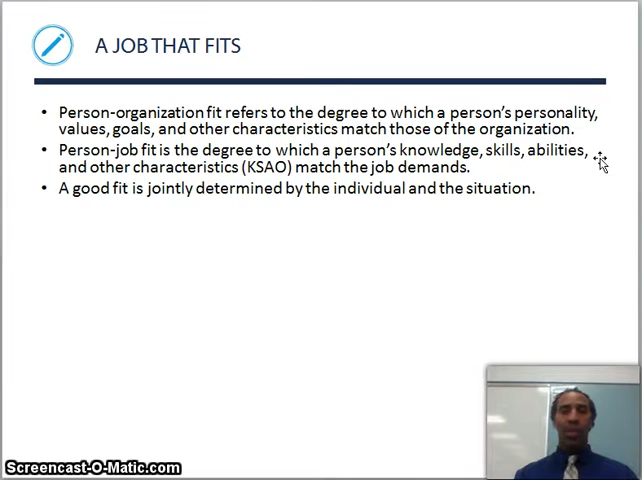 A JOB THAT FITS
• Person-organization fit refers to the degree to which a person's personality,
values, goals, and other characteristics match those of the organization.
• Person-job fit is the degree to which a person's knowledge, skills, abilities,
and other characteristics (KSAO) match the job demands.
• A good fit is jointly determined by the individual and the situation.
Screencast-O-Matic.com